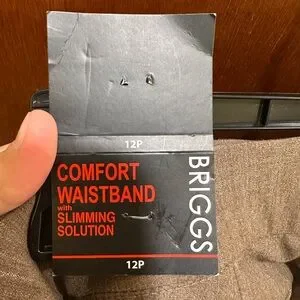 12P
COMFORT
WAISTBAND
with
SLIMMING
SOLUTION
BRIGGS
12P